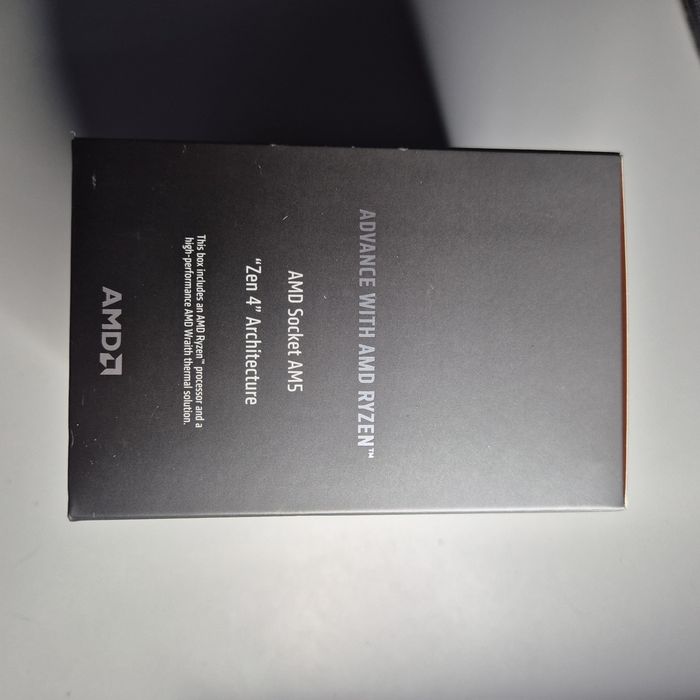 ADVANCE WITH AMD RYZEN™
AMD Socket AM5
“Zen 4” Architecture
This box includes an AMD Ryzen™ processor and a
high-performance AMD Wraith thermal solution.
AMD